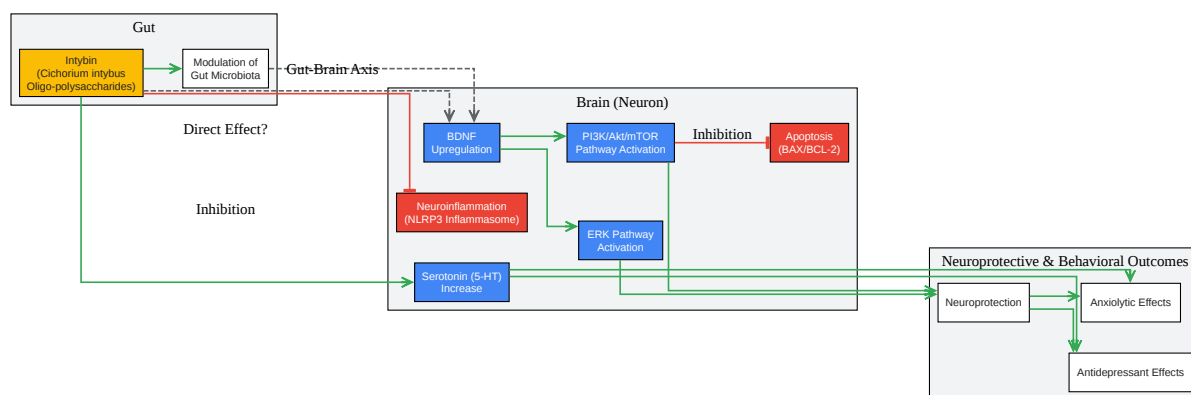 Gut
Intybin
(Cichorium intybus
Oligo-polysaccharides)
Modulation of
Gut Microbiota
Gut-Brain Axis
Direct Effect?
Inhibition
Brain (Neuron)
BDNF
Upregulation
PI3K/Akt/mTOR
Pathway Activation
Inhibition
Apoptosis
(BAX/BCL-2)
Neuroinflammation
(NLRP3 Inflammasome)
ERK Pathway
Activation
Serotonin (5-HT)
Increase
Neuroprotective & Behavioral Outcomes
Neuroprotection
Anxiolytic Effects
Antidepressant Effects